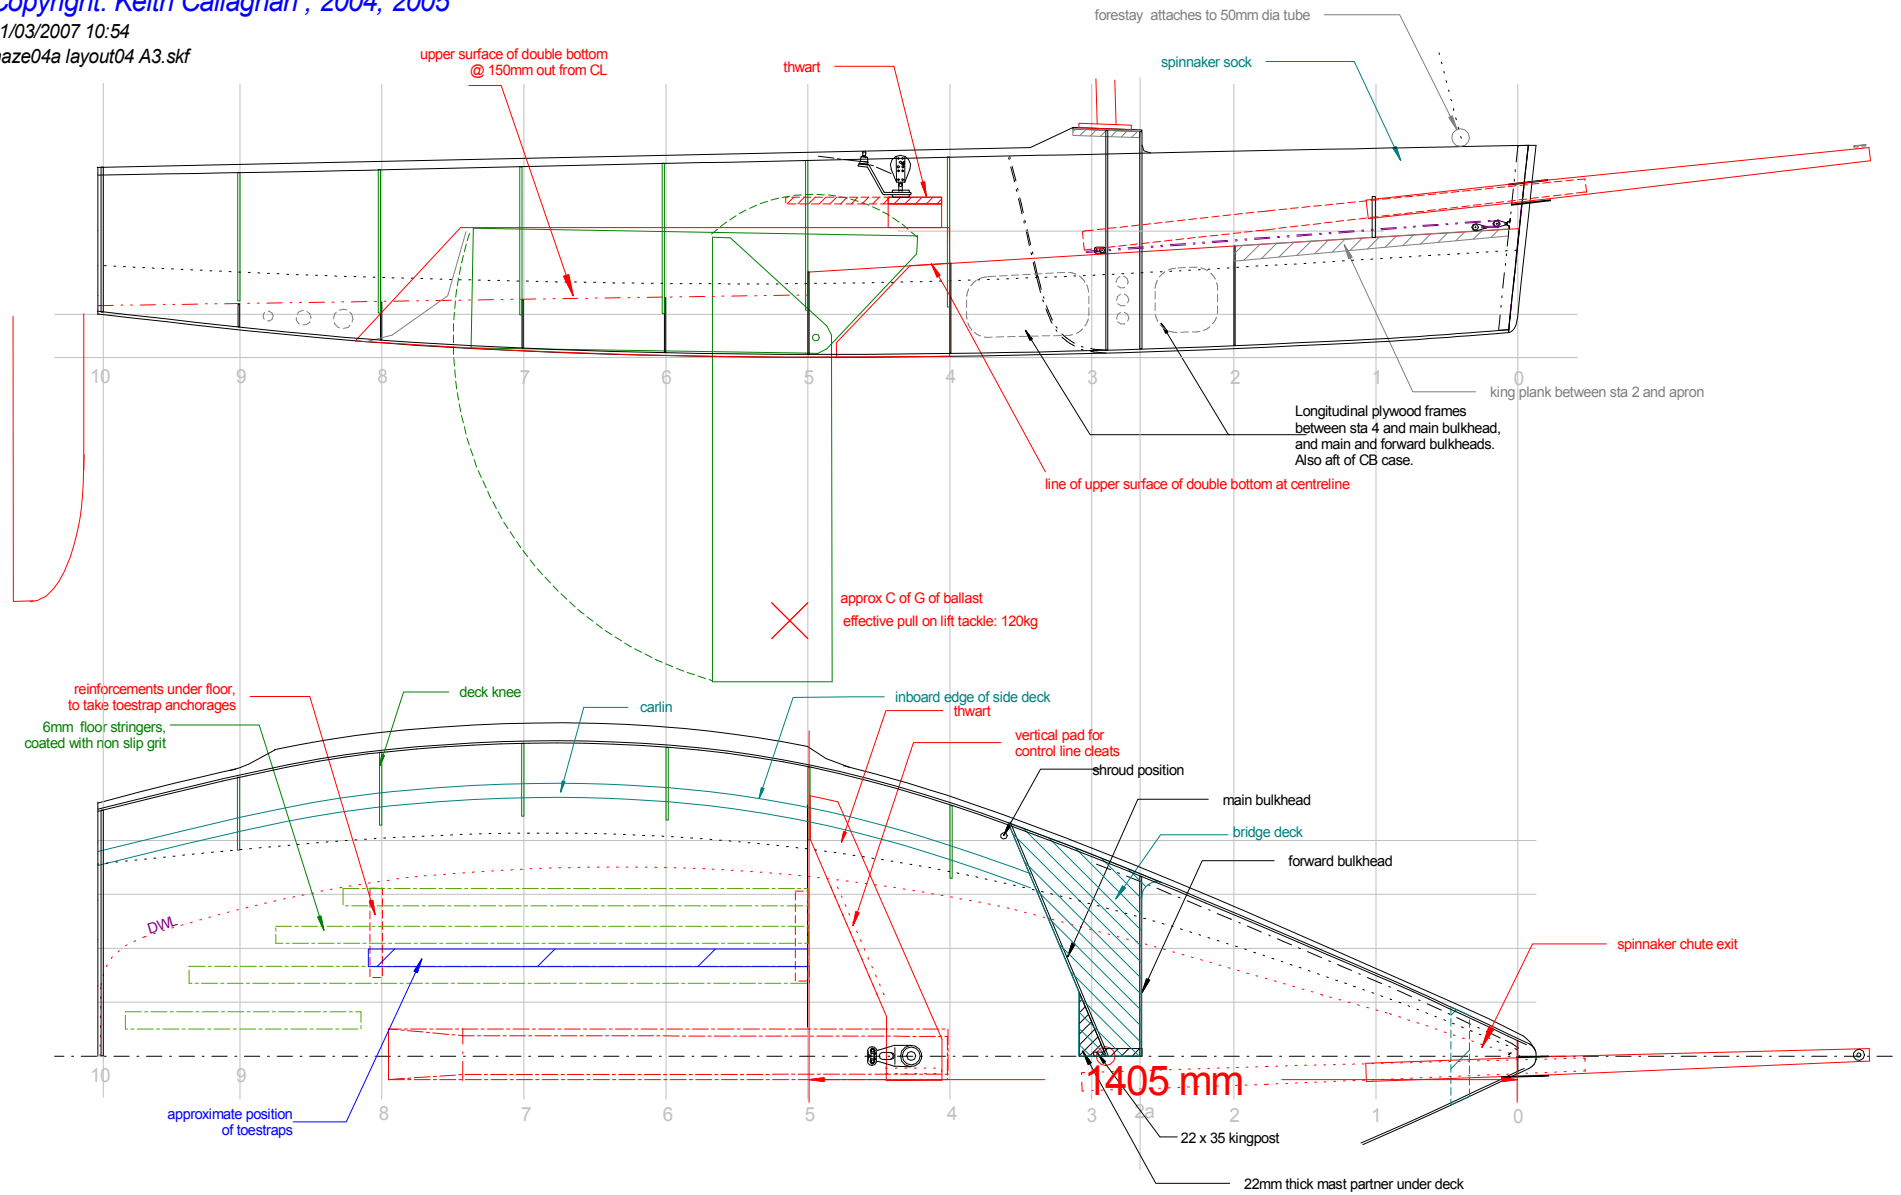 Copyright: Keith Callaghan , 2004, 2005
1/03/2007 10:54
haze04a layout04 A3.skf
forestay attaches to 50mm dia tube
upper surface of double bottom
@ 150mm out from CL
thwart
spinnaker sock
10
9
8
7
6
5
4
3
2
1
0
king plank between sta 2 and apron
Longitudinal plywood frames
between sta 4 and main bulkhead,
and main and forward bulkheads.
Also aft of CB case.
line of upper surface of double bottom at centreline
approx C of G of ballast
effective pull on lift tackle: 120kg
reinforcements under floor,
to take toestrap anchorages
deck knee
carlin
inboard edge of side deck
thwart
6mm floor stringers,
coated with non slip grit
vertical pad for
control line cleats
shroud position
main bulkhead
bridge deck
forward bulkhead
DWL
spinnaker chute exit
1405 mm
10
9
8
7
6
5
4
3
2a
2
1
0
approximate position
of toestraps
22 x 35 kingpost
22mm thick mast partner under deck